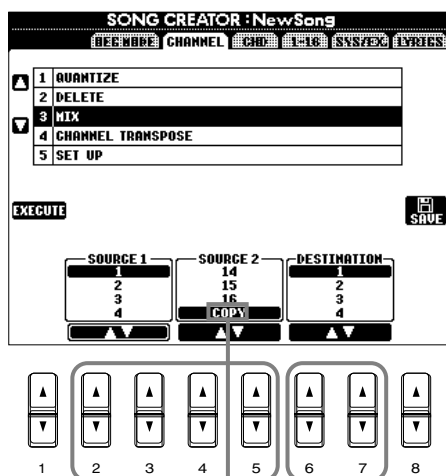 SONG CREATOR : NewSong
REC MODE CHANNEL CHD 1-16 SYS/EX. LYRICS
1 QUANTIZE
2 DELETE
3 MIX
4 CHANNEL TRANSPOSE
5 SET UP
EXECUTE
SAVE
SOURCE 1 SOURCE 2 DESTINATION
1 14 1
2 15 2
3 16 3
4 COPY 4
1 2 3 4 5 6 7 8